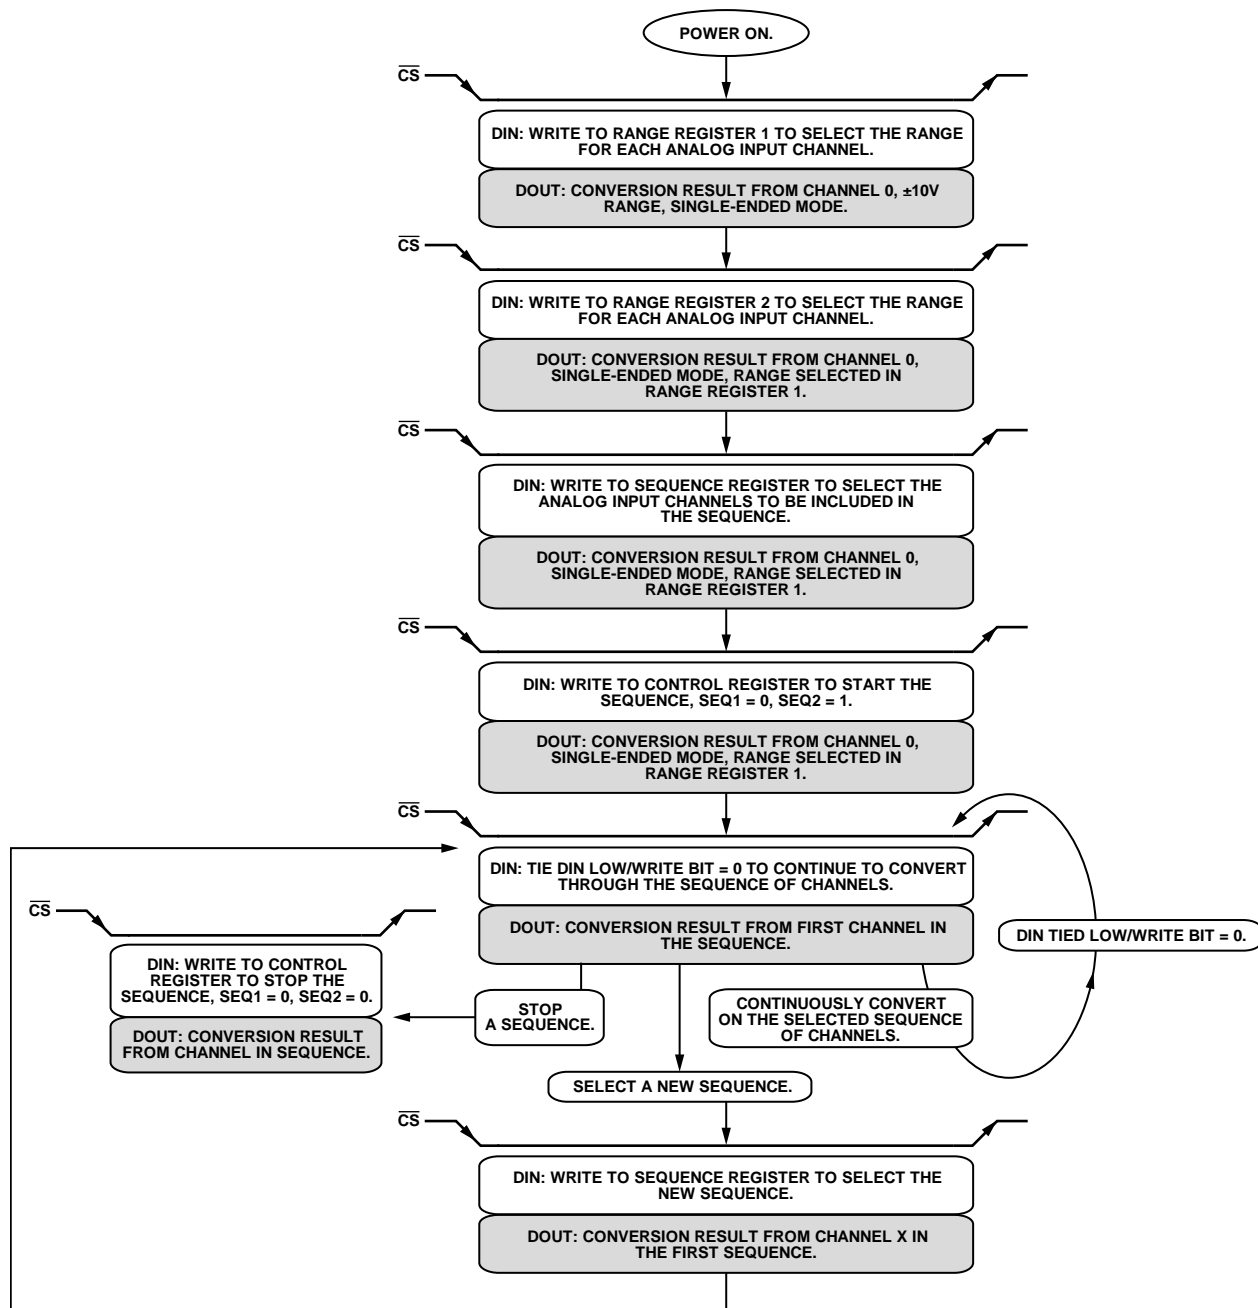 POWER ON.
CS
DIN: WRITE TO RANGE REGISTER 1 TO SELECT THE RANGE
FOR EACH ANALOG INPUT CHANNEL.
DOUT: CONVERSION RESULT FROM CHANNEL 0, ±10V
RANGE, SINGLE-ENDED MODE.
CS
DIN: WRITE TO RANGE REGISTER 2 TO SELECT THE RANGE
FOR EACH ANALOG INPUT CHANNEL.
DOUT: CONVERSION RESULT FROM CHANNEL 0,
SINGLE-ENDED MODE, RANGE SELECTED IN
RANGE REGISTER 1.
CS
DIN: WRITE TO SEQUENCE REGISTER TO SELECT THE
ANALOG INPUT CHANNELS TO BE INCLUDED IN
THE SEQUENCE.
DOUT: CONVERSION RESULT FROM CHANNEL 0,
SINGLE-ENDED MODE, RANGE SELECTED IN
RANGE REGISTER 1.
CS
DIN: WRITE TO CONTROL REGISTER TO START THE
SEQUENCE, SEQ1 = 0, SEQ2 = 1.
DOUT: CONVERSION RESULT FROM CHANNEL 0,
SINGLE-ENDED MODE, RANGE SELECTED IN
RANGE REGISTER 1.
CS
DIN: TIE DIN LOW/WRITE BIT = 0 TO CONTINUE TO CONVERT
THROUGH THE SEQUENCE OF CHANNELS.
DOUT: CONVERSION RESULT FROM FIRST CHANNEL IN
THE SEQUENCE.
DIN TIED LOW/WRITE BIT = 0.
CS
DIN: WRITE TO CONTROL
REGISTER TO STOP THE
SEQUENCE, SEQ1 = 0, SEQ2 = 0.
DOUT: CONVERSION RESULT
FROM CHANNEL IN SEQUENCE.
STOP
A SEQUENCE.
CONTINUOUSLY CONVERT
ON THE SELECTED SEQUENCE
OF CHANNELS.
SELECT A NEW SEQUENCE.
CS
DIN: WRITE TO SEQUENCE REGISTER TO SELECT THE
NEW SEQUENCE.
DOUT: CONVERSION RESULT FROM CHANNEL X IN
THE FIRST SEQUENCE.